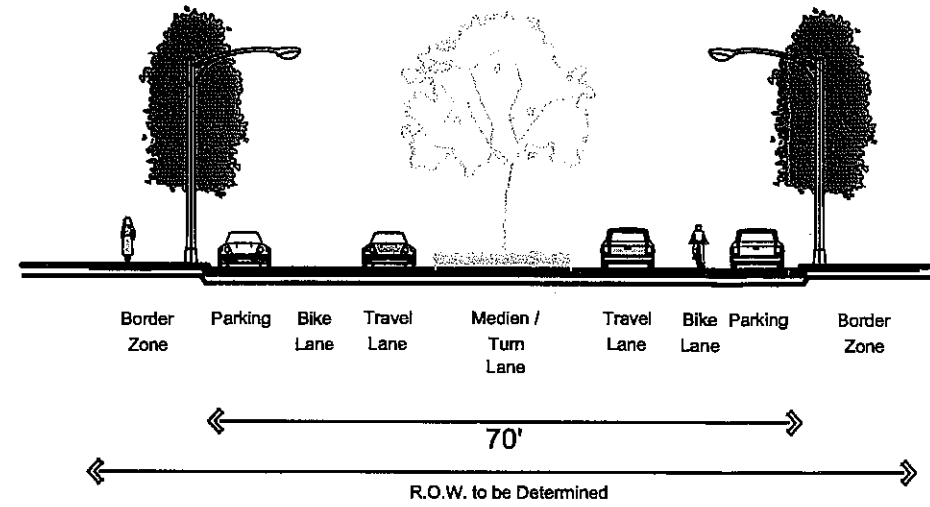 Border Zone
Parking
Bike Lane
Travel Lane
Medien / Turn Lane
Travel Lane
Bike Lane
Parking
Border Zone
70'
R.O.W. to be Determined